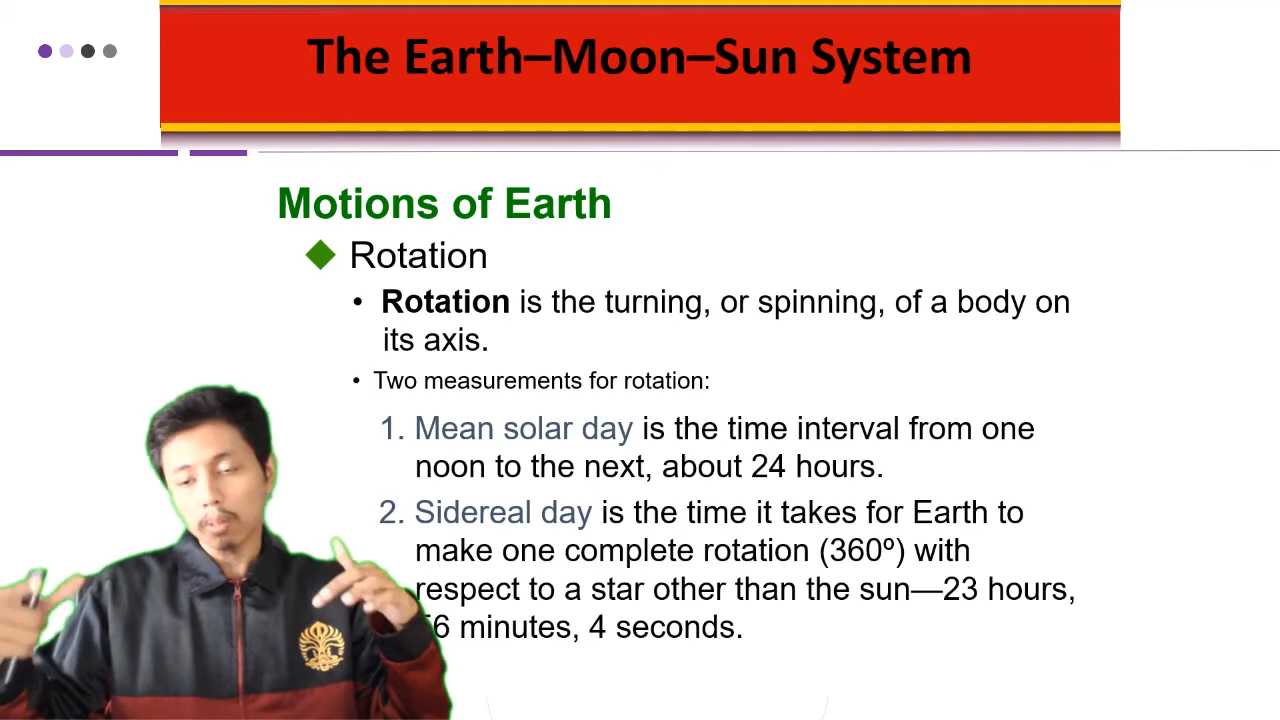 The Earth–Moon–Sun System
Motions of Earth
Rotation
• Rotation is the turning, or spinning, of a body on
its axis.
• Two measurements for rotation:
1. Mean solar day is the time interval from one
noon to the next, about 24 hours.
2. Sidereal day is the time it takes for Earth to
make one complete rotation (360º) with
respect to a star other than the sun—23 hours,
56 minutes, 4 seconds.